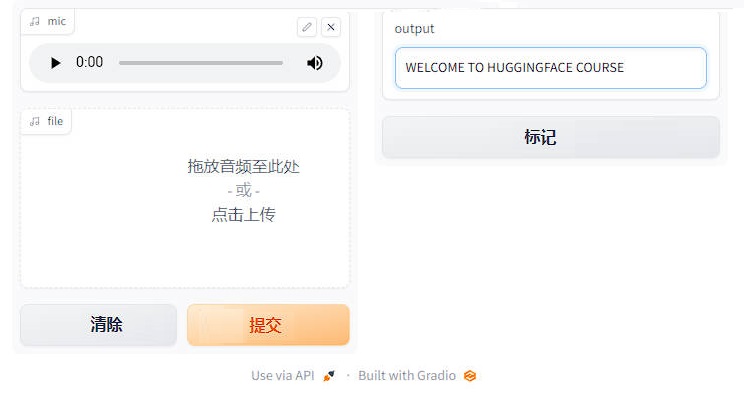 mic
0:00
file
拖放音频至此处
- 或 -
点击上传
清除
提交
output
WELCOME TO HUGGINGFACE COURSE
标记
Use via API · Built with Gradio